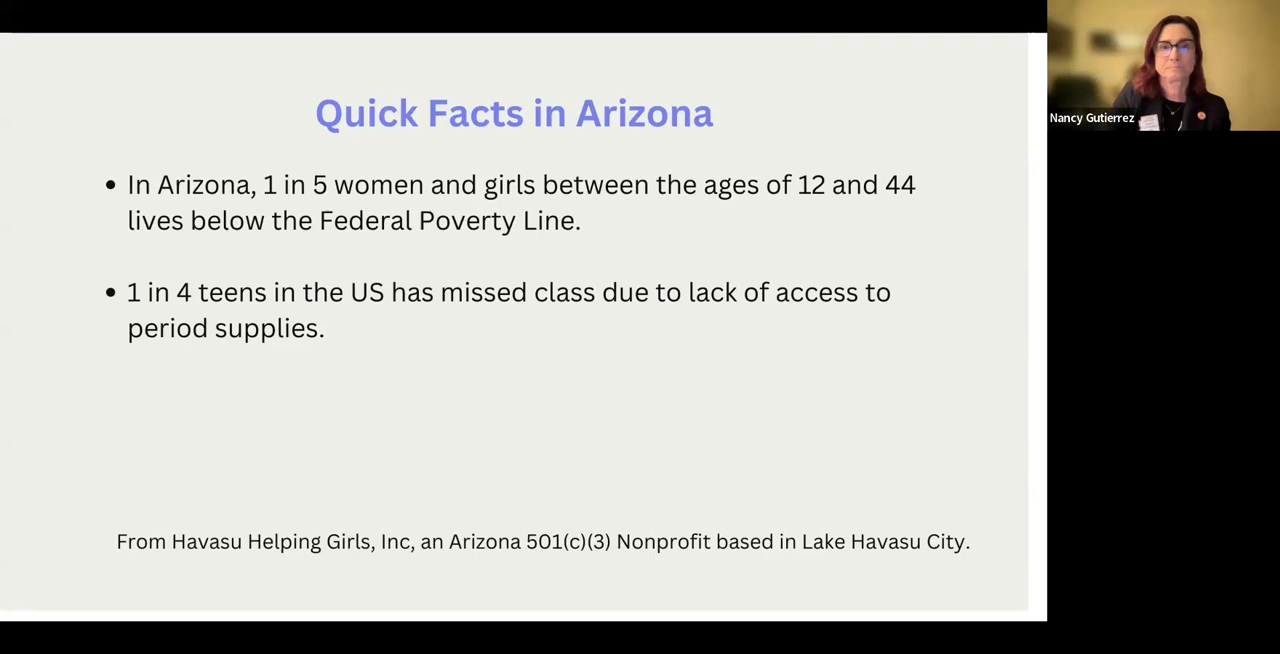 Quick Facts in Arizona
• In Arizona, 1 in 5 women and girls between the ages of 12 and 44
lives below the Federal Poverty Line.
• 1 in 4 teens in the US has missed class due to lack of access to
period supplies.
From Havasu Helping Girls, Inc, an Arizona 501(c)(3) Nonprofit based in Lake Havasu City.
Nancy Gutierrez